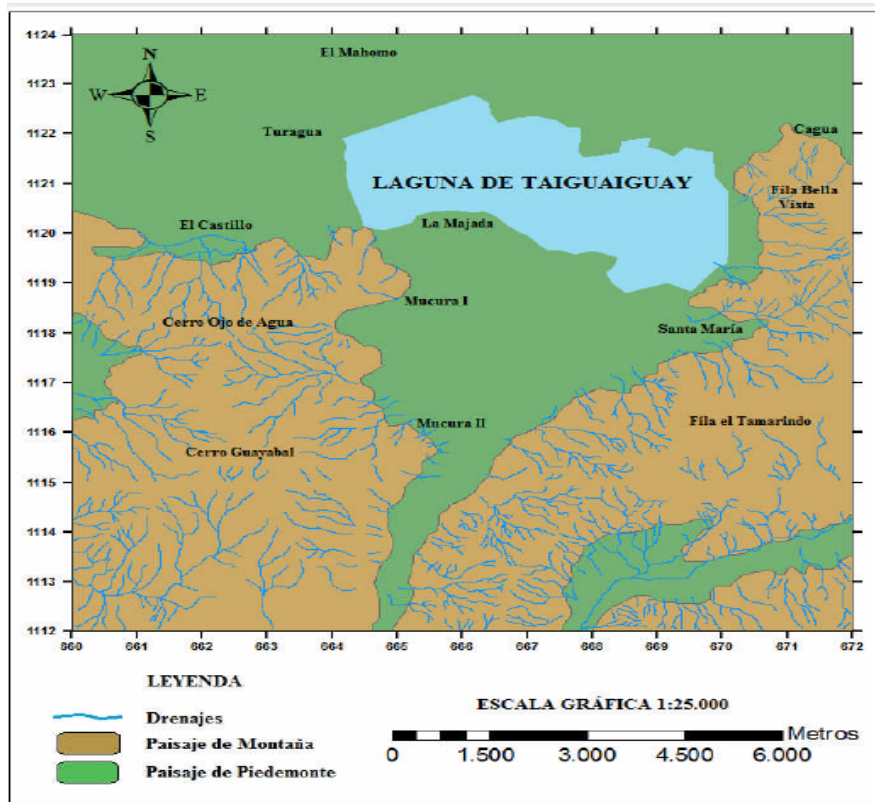 1124
El Mahomo
N
1123
W E
S
1122
Turagua
Cagua
1121
LAGUNA DE TAIGUAIGUAY
Fila Bella
Vista
El Castillo
La Majada
1120
1119
Mucura I
Cerro Ojo de Agua
Santa María
1118
1117
Mucura II
Fila el Tamarindo
1116
Cerro Guayabal
1115
1114
1113
1112
660 661 662 663 664 665 666 667 668 669 670 671 672
LEYENDA
Drenajes
Paisaje de Montaña
Paisaje de Piedemonte
ESCALA GRÁFICA 1:25.000
Metros
0 750 1.500 3.000 4.500 6.000